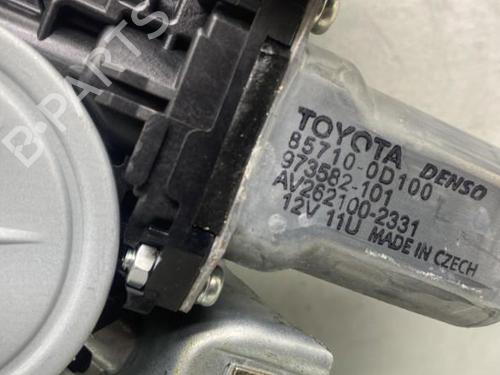 B-PARTS
TOYOTA DENSO
85710-0D100
973582-101
AV262100-2331
12V 11U MADE IN CZECH